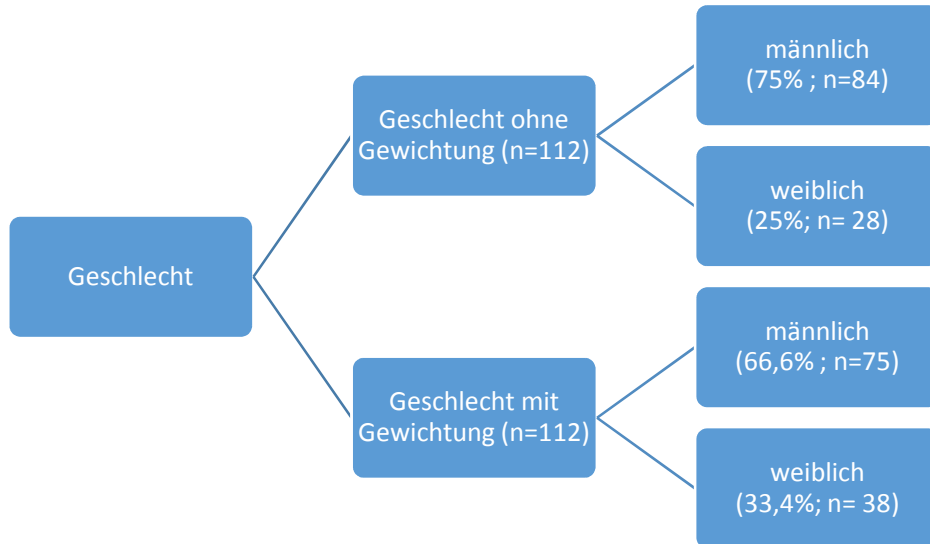 Geschlecht
Geschlecht ohne
Gewichtung (n=112)
männlich
(75% ; n=84)
weiblich
(25%; n= 28)
Geschlecht mit
Gewichtung (n=112)
männlich
(66,6% ; n=75)
weiblich
(33,4%; n= 38)